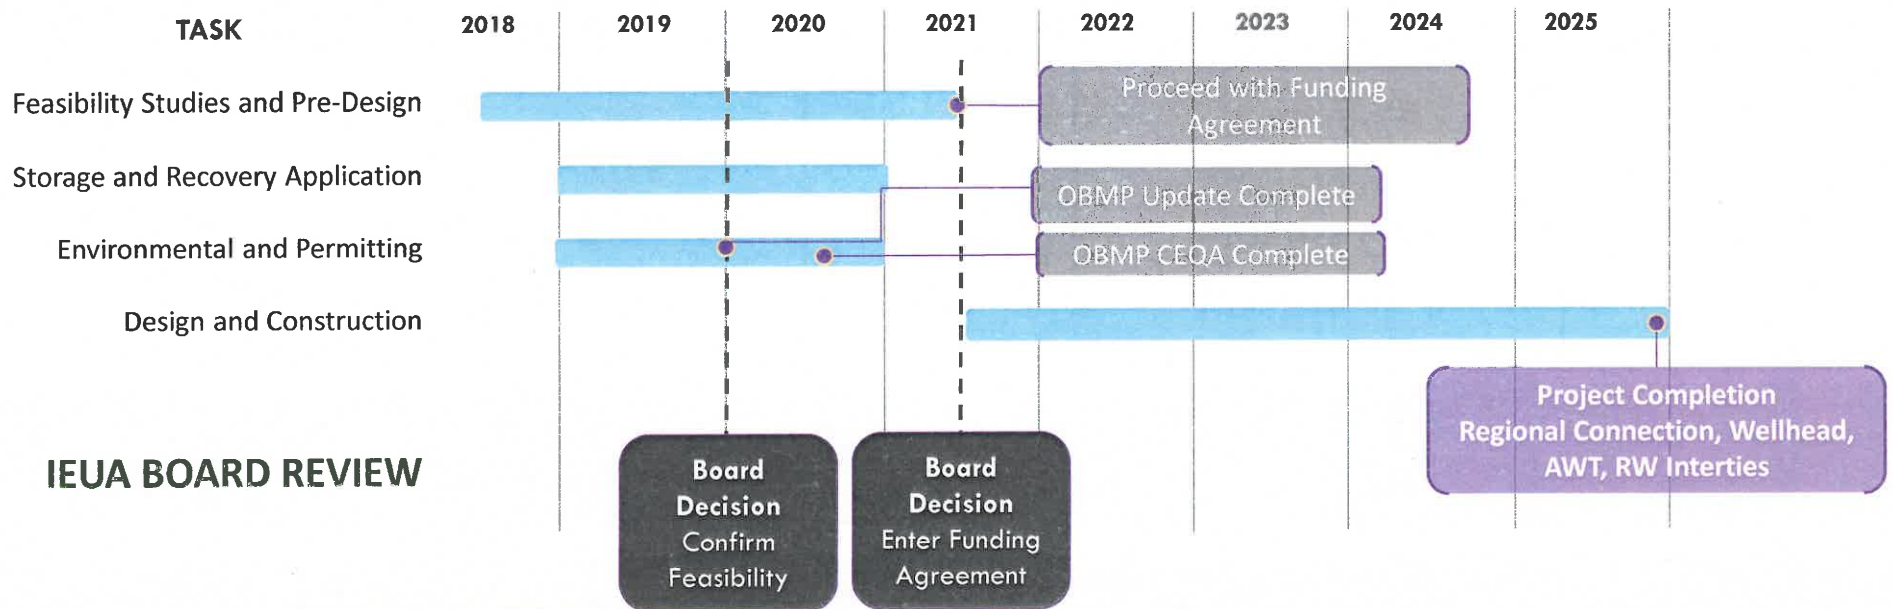 TASK 2018 2019 2020 2021 2022 2023 2024 2025
Feasibility Studies and Pre-Design
Proceed with Funding
Agreement
Storage and Recovery Application
OBMP Update Complete
Environmental and Permitting
OBMP CEQA Complete
Design and Construction
Project Completion
Regional Connection, Wellhead,
AWT, RW Interties
IEUA BOARD REVIEW
Board
Decision
Confirm
Feasibility
Board
Decision
Enter Funding
Agreement